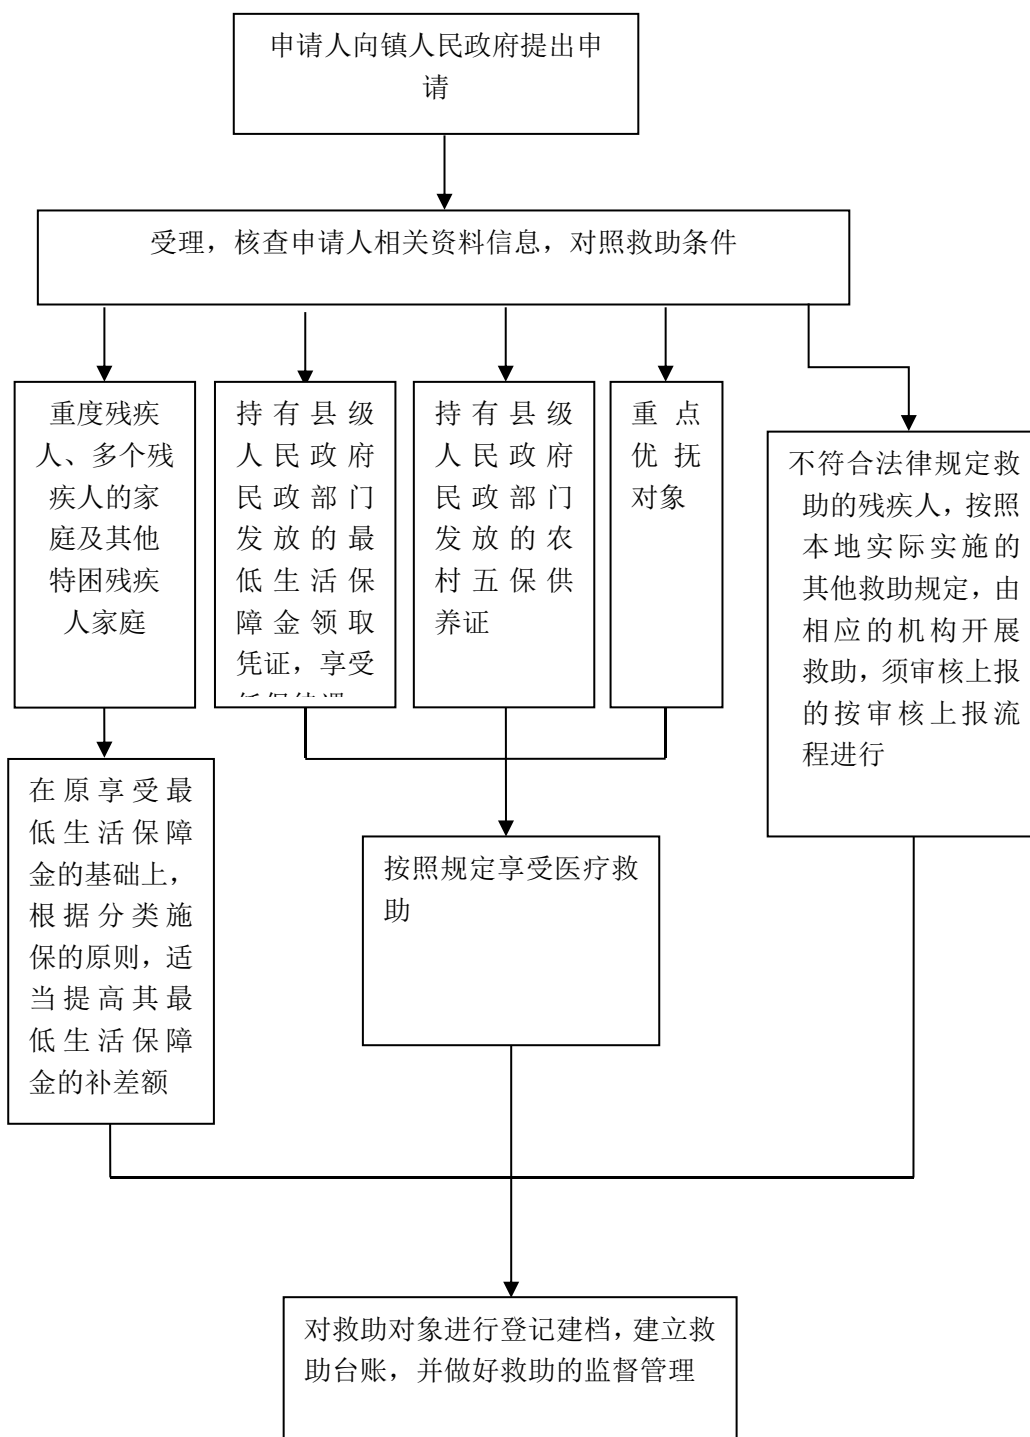 申请人向镇人民政府提出申
请
受理，核查申请人相关资料信息，对照救助条件
重度残疾
人、多个残
疾人的家
庭及其他
特困残疾
人家庭
持有县级
人民政府
民政部门
发放的最
低生活保
障金领取
凭证，享受
持有县级
人民政府
民政部门
发放的农
村五保供
养证
重点
优抚
对象
不符合法律规定救
助的残疾人，按照
本地实际实施的
其他救助规定，由
相应的机构开展
救助，须审核上报
的按审核上报流
程进行
在原享受最
低生活保障
金的基础上，
根据分类施
保的原则，适
当提高其最
低生活保障
金的补差额
按照规定享受医疗救
助
对救助对象进行登记建档，建立救
助台账，并做好救助的监督管理